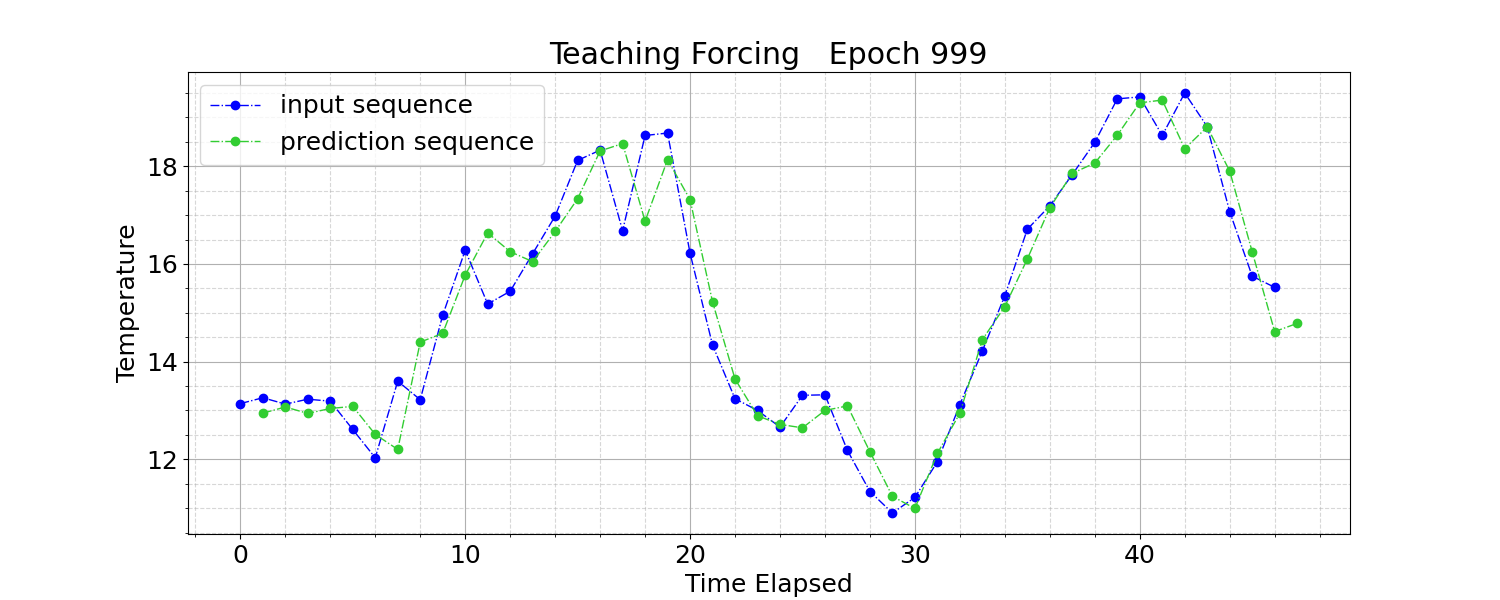 Teaching Forcing   Epoch 999
input sequence
prediction sequence
18
16
14
12
Temperature
0 10 20 30 40
Time Elapsed